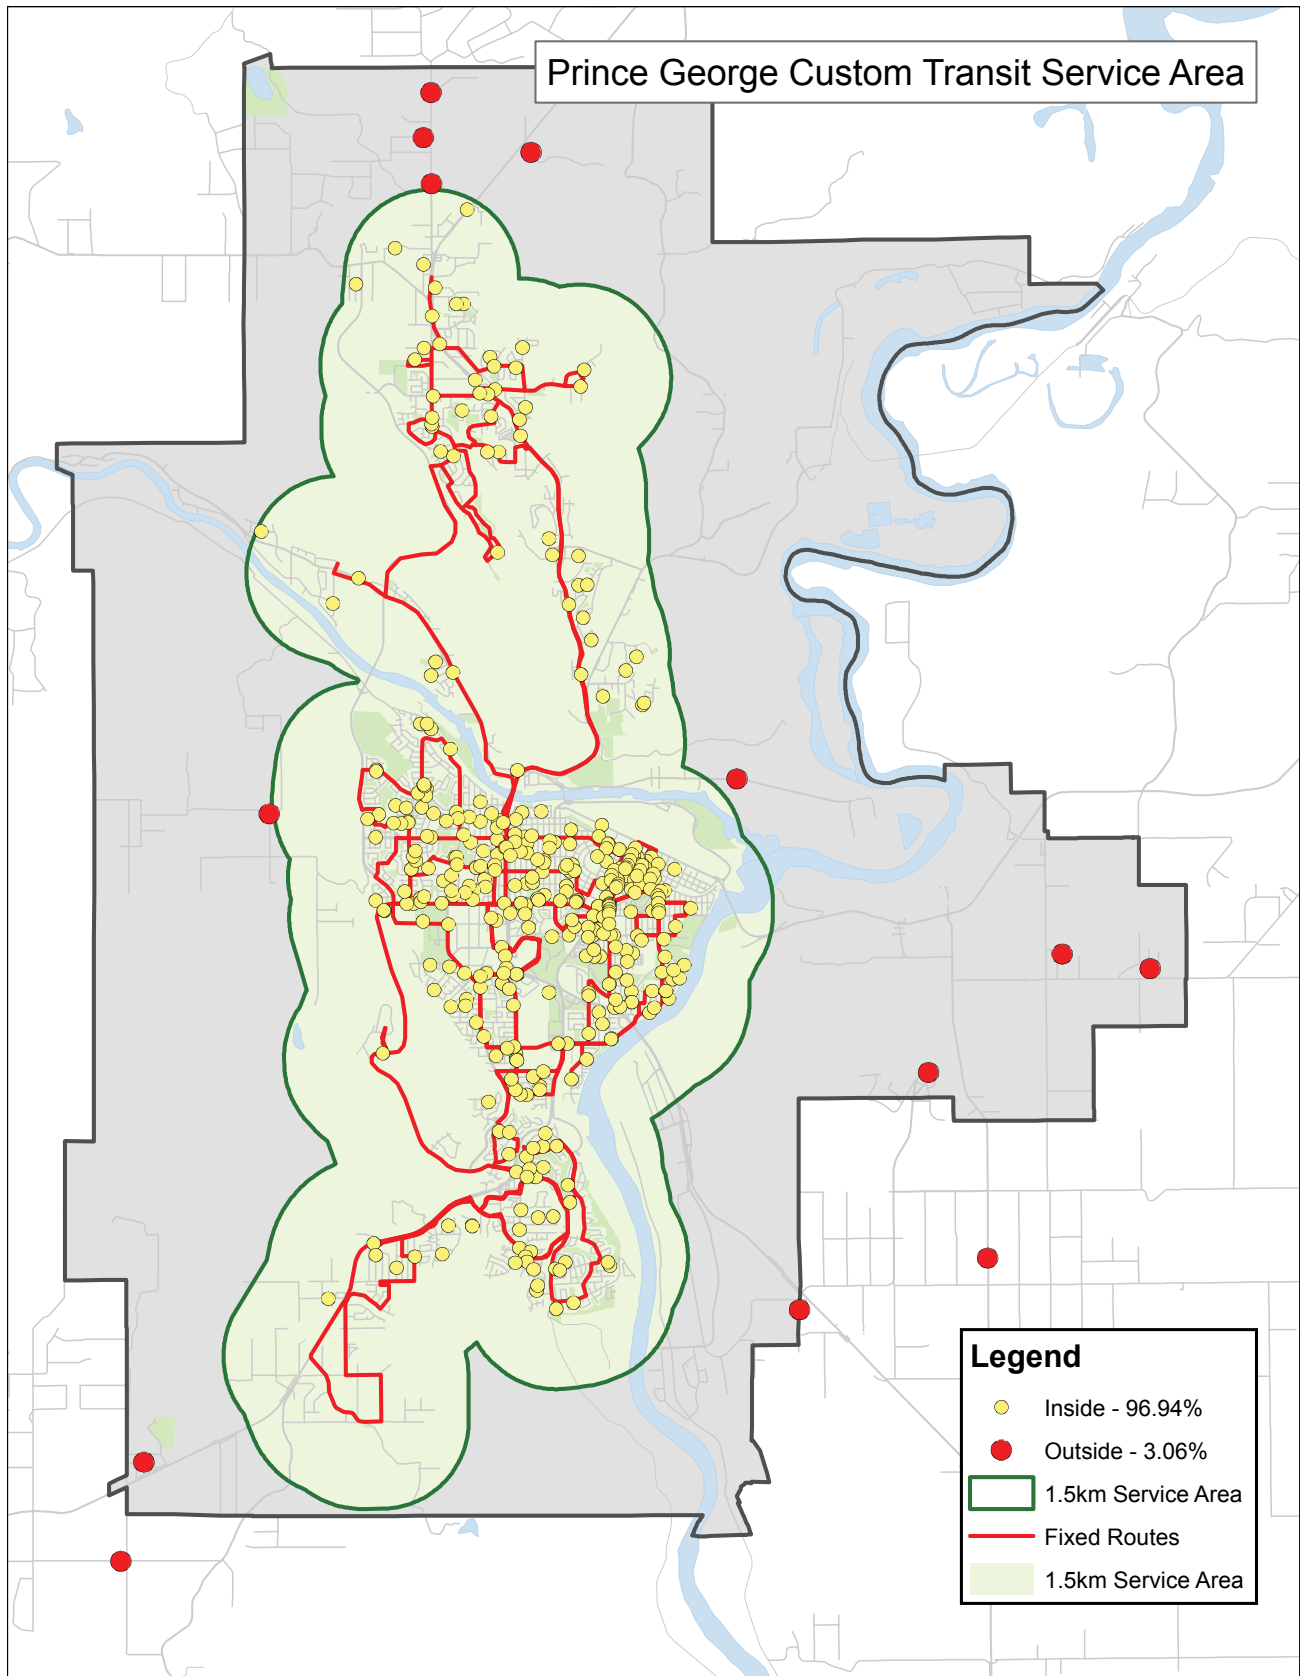 Prince George Custom Transit Service Area
Legend
Inside - 96.94%
Outside - 3.06%
1.5km Service Area
Fixed Routes
1.5km Service Area